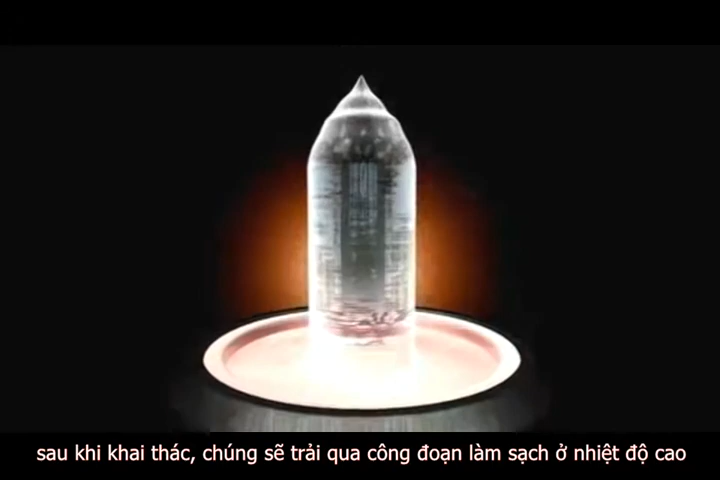 sau khi khai thác, chúng sẽ trải qua công đoạn làm sạch ở nhiệt độ cao